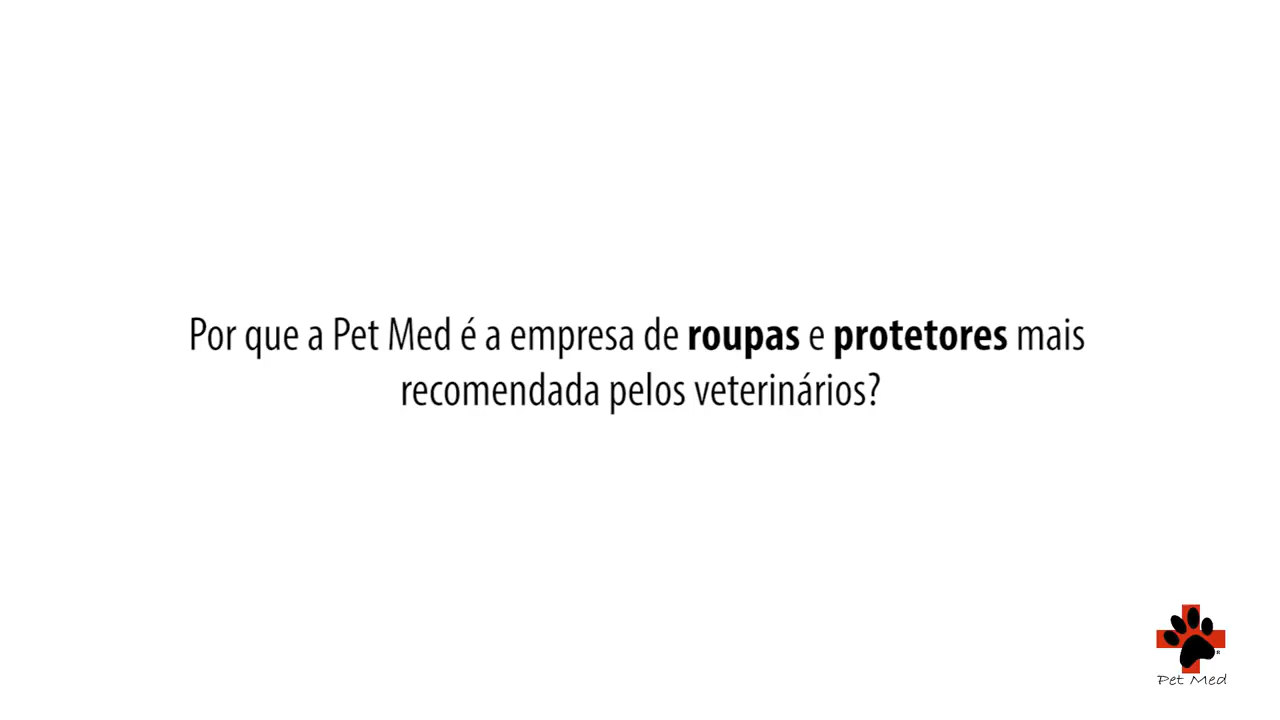 Por que a Pet Med é a empresa de roupas e protetores mais
recomendada pelos veterinários?
R
Pet Med